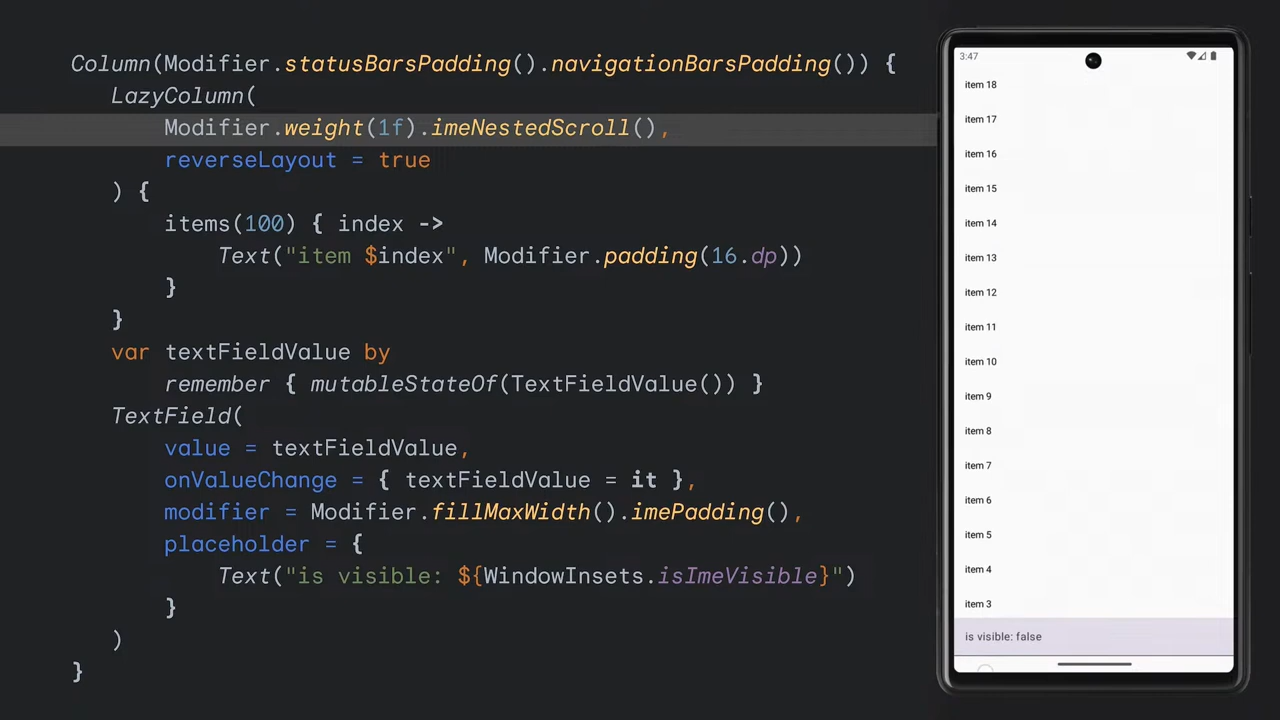 Column(Modifier.statusBarsPadding().navigationBarsPadding()) {
LazyColumn(
Modifier.weight(1f).imeNestedScroll(),
reverseLayout = true
) {
items(100) { index ->
Text("item $index", Modifier.padding(16.dp))
}
}
var textFieldValue by
remember { mutableStateOf(TextFieldValue()) }
TextField(
value = textFieldValue,
onValueChange = { textFieldValue = it },
modifier = Modifier.fillMaxWidth().imePadding(),
placeholder = {
Text("is visible: ${WindowInsets.isImeVisible}")
}
)
}
3:47
item 18
item 17
item 16
item 15
item 14
item 13
item 12
item 11
item 10
item 9
item 8
item 7
item 6
item 5
item 4
item 3
is visible: false